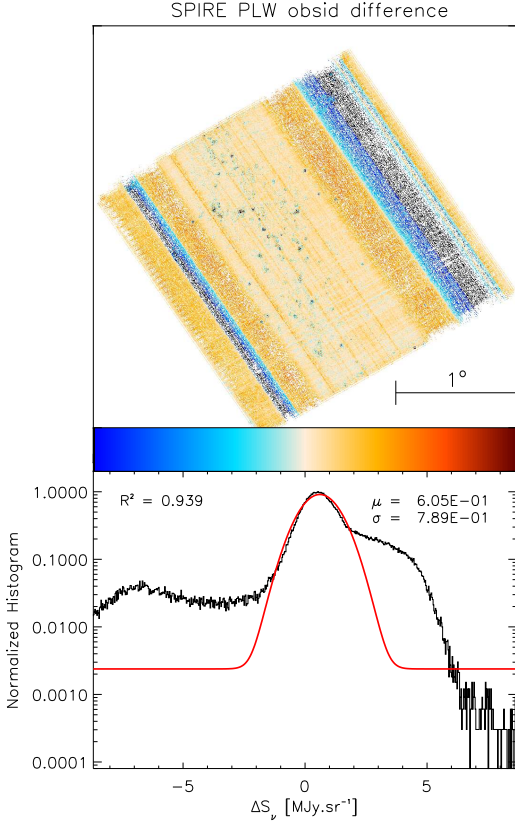 SPIRE PLW obsid difference
1°
R² = 0.939
μ = 6.05E-01
σ = 7.89E-01
1.0000
0.1000
0.0100
0.0010
0.0001
Normalized Histogram
-5 0 5
ΔSᵥ [MJy.sr⁻¹]